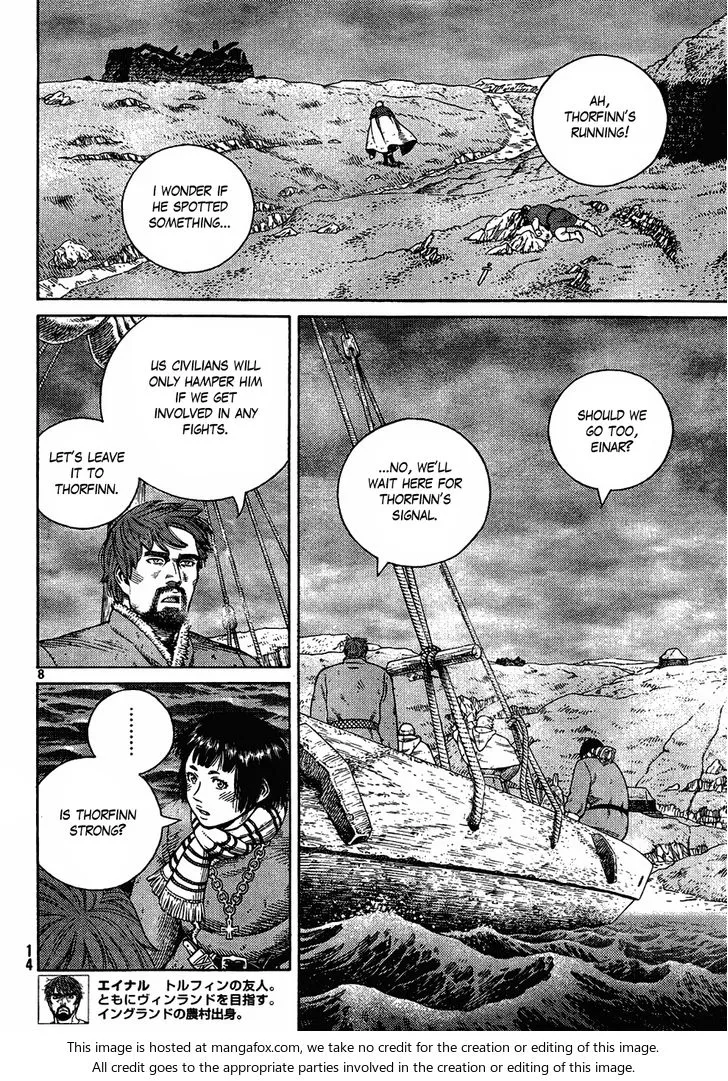 AH,
THORFINN'S
RUNNING!
I WONDER IF
HE SPOTTED
SOMETHING...
SHOULD WE
GO TOO,
EINAR?
...NO, WE'LL
WAIT HERE FOR
THORFINN'S
SIGNAL.
US CIVILIANS WILL
ONLY HAMPER HIM
IF WE GET
INVOLVED IN ANY
FIGHTS.
LET'S LEAVE
IT TO
THORFINN.
8
.......
IS THORFINN
STRONG?
14
エイナル トルフィンの友人。
ともにヴィンランドを目指す。
イングランドの農村出身。
This image is hosted at mangafox.com, we take no credit for the creation or editing of this image.
All credit goes to the appropriate parties involved in the creation or editing of this image.